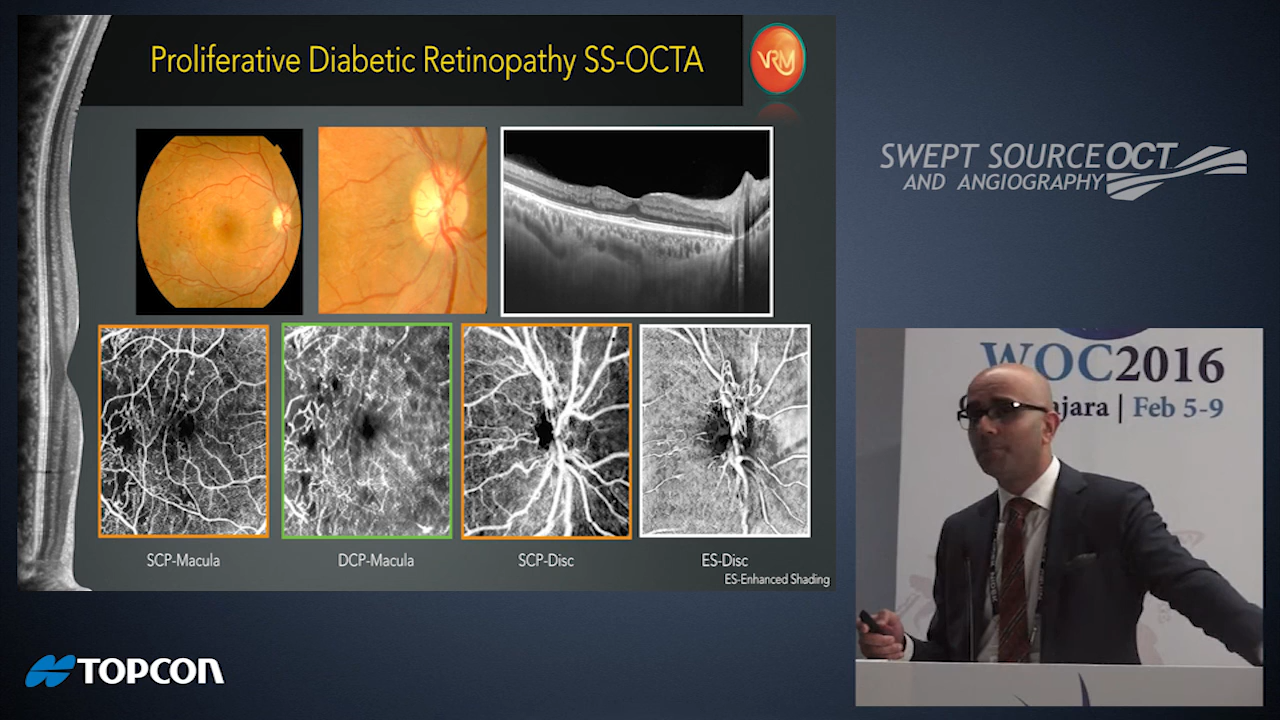 Proliferative Diabetic Retinopathy SS-OCTA
VRM
SWEPT SOURCE OCT
AND ANGIOGRAPHY
WOC2016
ajara | Feb 5-9
SCP-Macula
DCP-Macula
SCP-Disc
ES-Disc
ES-Enhanced Shading
TOPCON